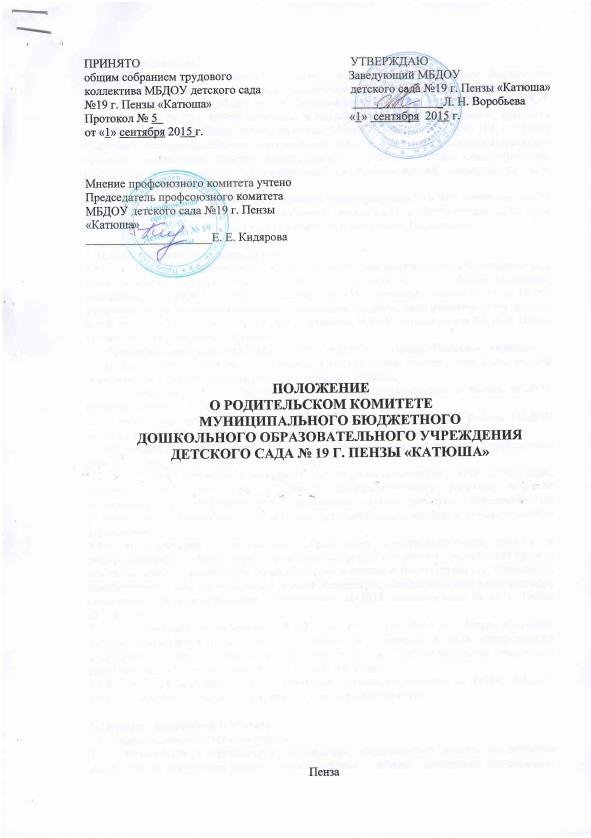 ПРИНЯТО
общим собранием трудового
коллектива МБДОУ детского сада
№19 г. Пензы «Катюша»
Протокол № 5
от «1» сентября 2015 г.
УТВЕРЖДАЮ
Заведующий МБДОУ
детского сада №19 г. Пензы «Катюша»
Л. Н. Воробьева
«1» сентября 2015 г.
Мнение профсоюзного комитета учтено
Председатель профсоюзного комитета
МБДОУ детского сада №19 г. Пензы
«Катюша»
Е. Е. Кидярова
ПОЛОЖЕНИЕ
О РОДИТЕЛЬСКОМ КОМИТЕТЕ
МУНИЦИПАЛЬНОГО БЮДЖЕТНОГО
ДОШКОЛЬНОГО ОБРАЗОВАТЕЛЬНОГО УЧРЕЖДЕНИЯ
ДЕТСКОГО САДА № 19 Г. ПЕНЗЫ «КАТЮША»
Пенза